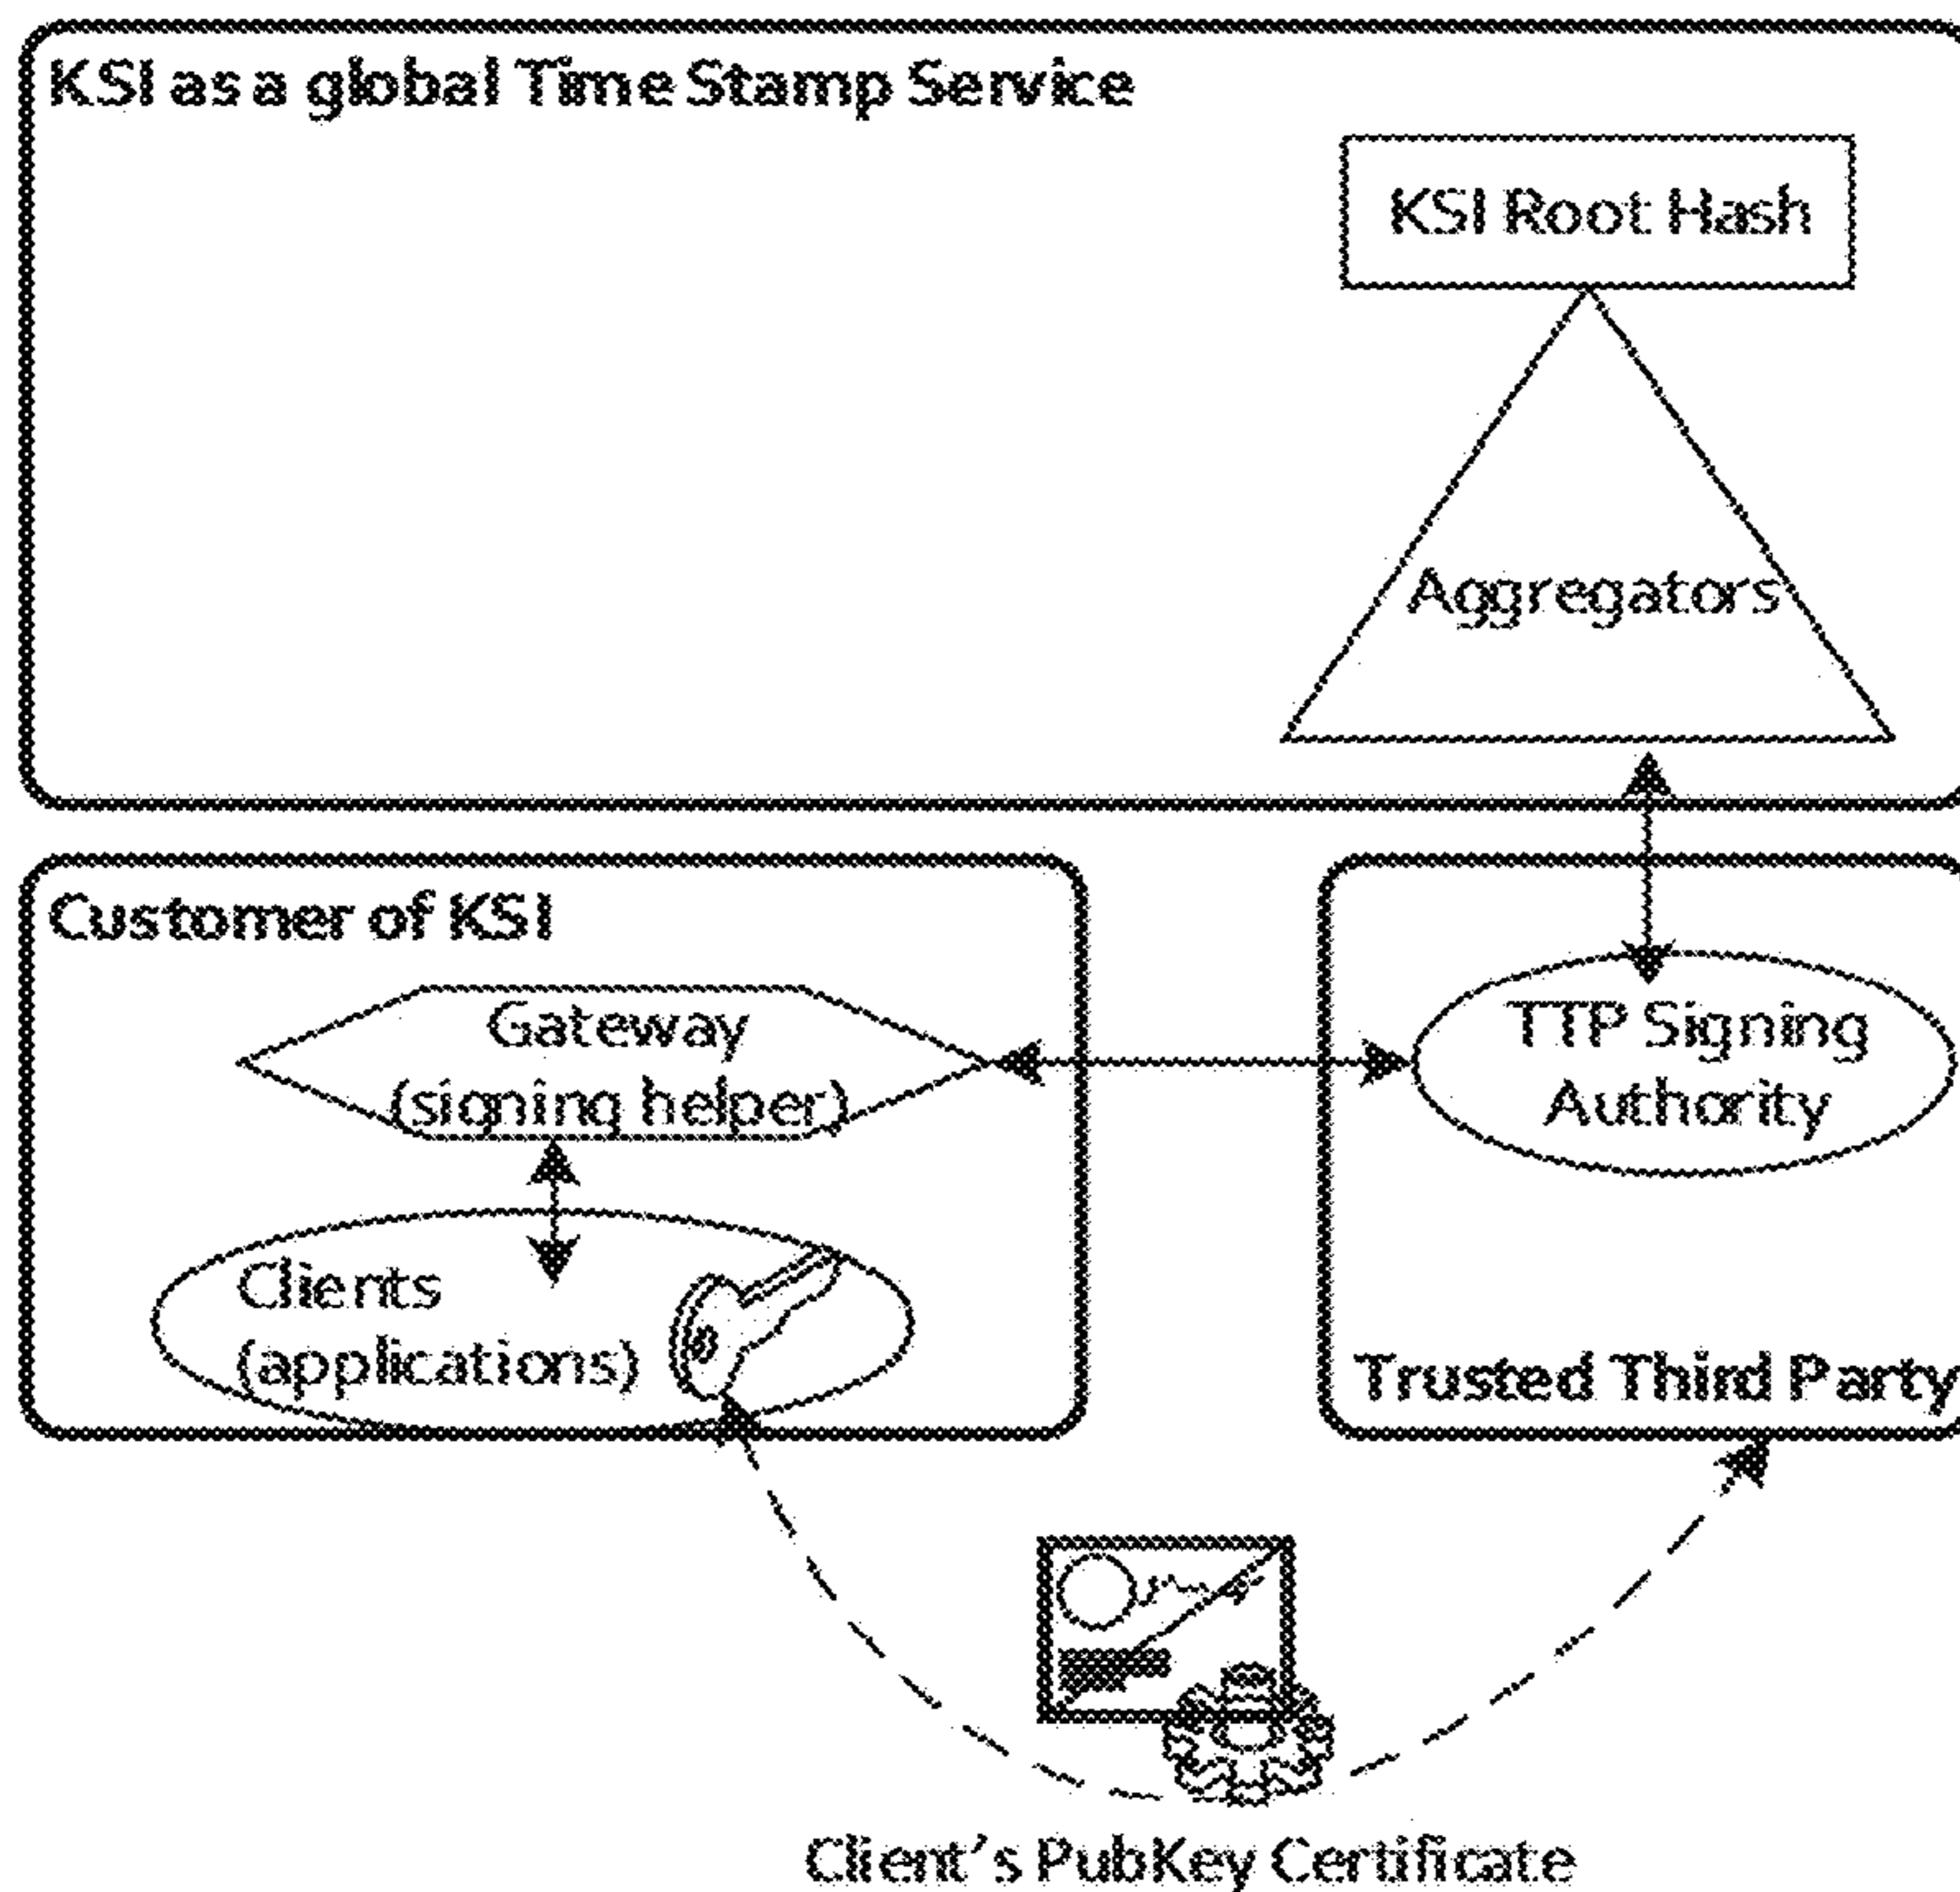 KSI as a global Time Stamp Service
KSI Root Hash
Aggregators
Customer of KSI
Gateway
(signing helper)
TTP Signing
Authority
Clients
(applications)
Trusted Third Party
Client's PubKey Certificate